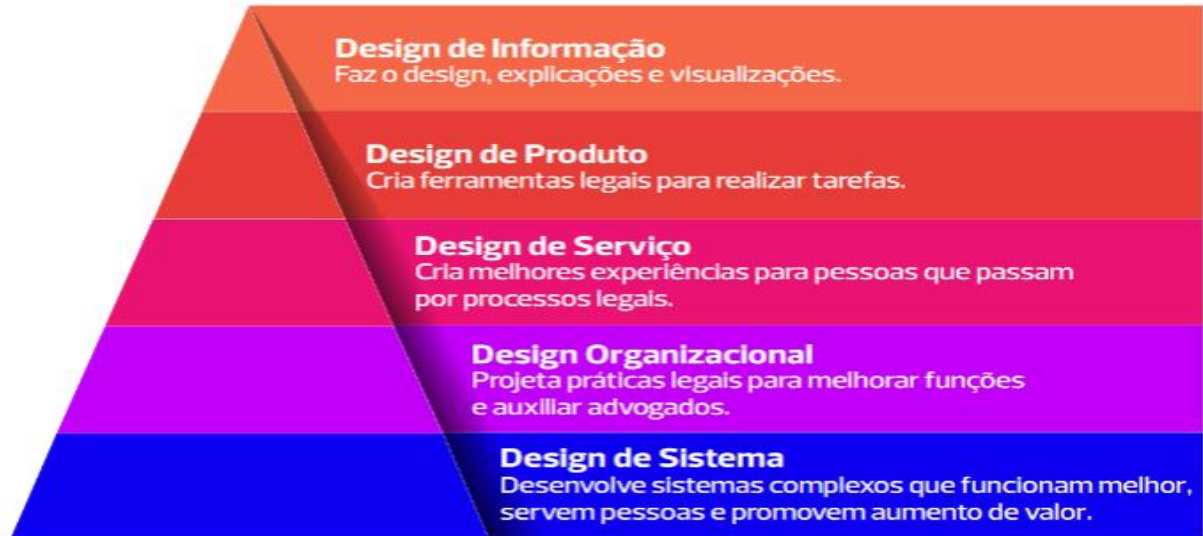 Design de Informação
Faz o design, explicações e visualizações.
Design de Produto
Cria ferramentas legais para realizar tarefas.
Design de Serviço
Cria melhores experiências para pessoas que passam
por processos legais.
Design Organizacional
Projeta práticas legais para melhorar funções
e auxiliar advogados.
Design de Sistema
Desenvolve sistemas complexos que funcionam melhor,
servem pessoas e promovem aumento de valor.